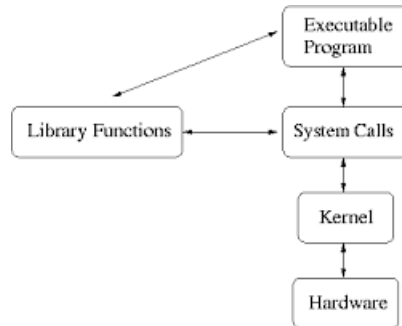 Executable
Program
Library Functions
System Calls
Kernel
Hardware